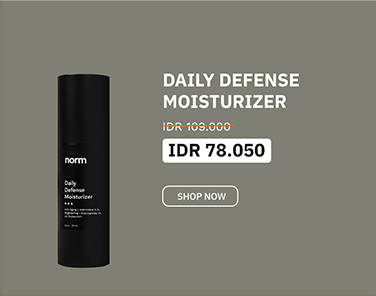 DAILY DEFENSE
MOISTURIZER
IDR 109.000
IDR 78.050
SHOP NOW
norm
Daily
Defense
Moisturizer